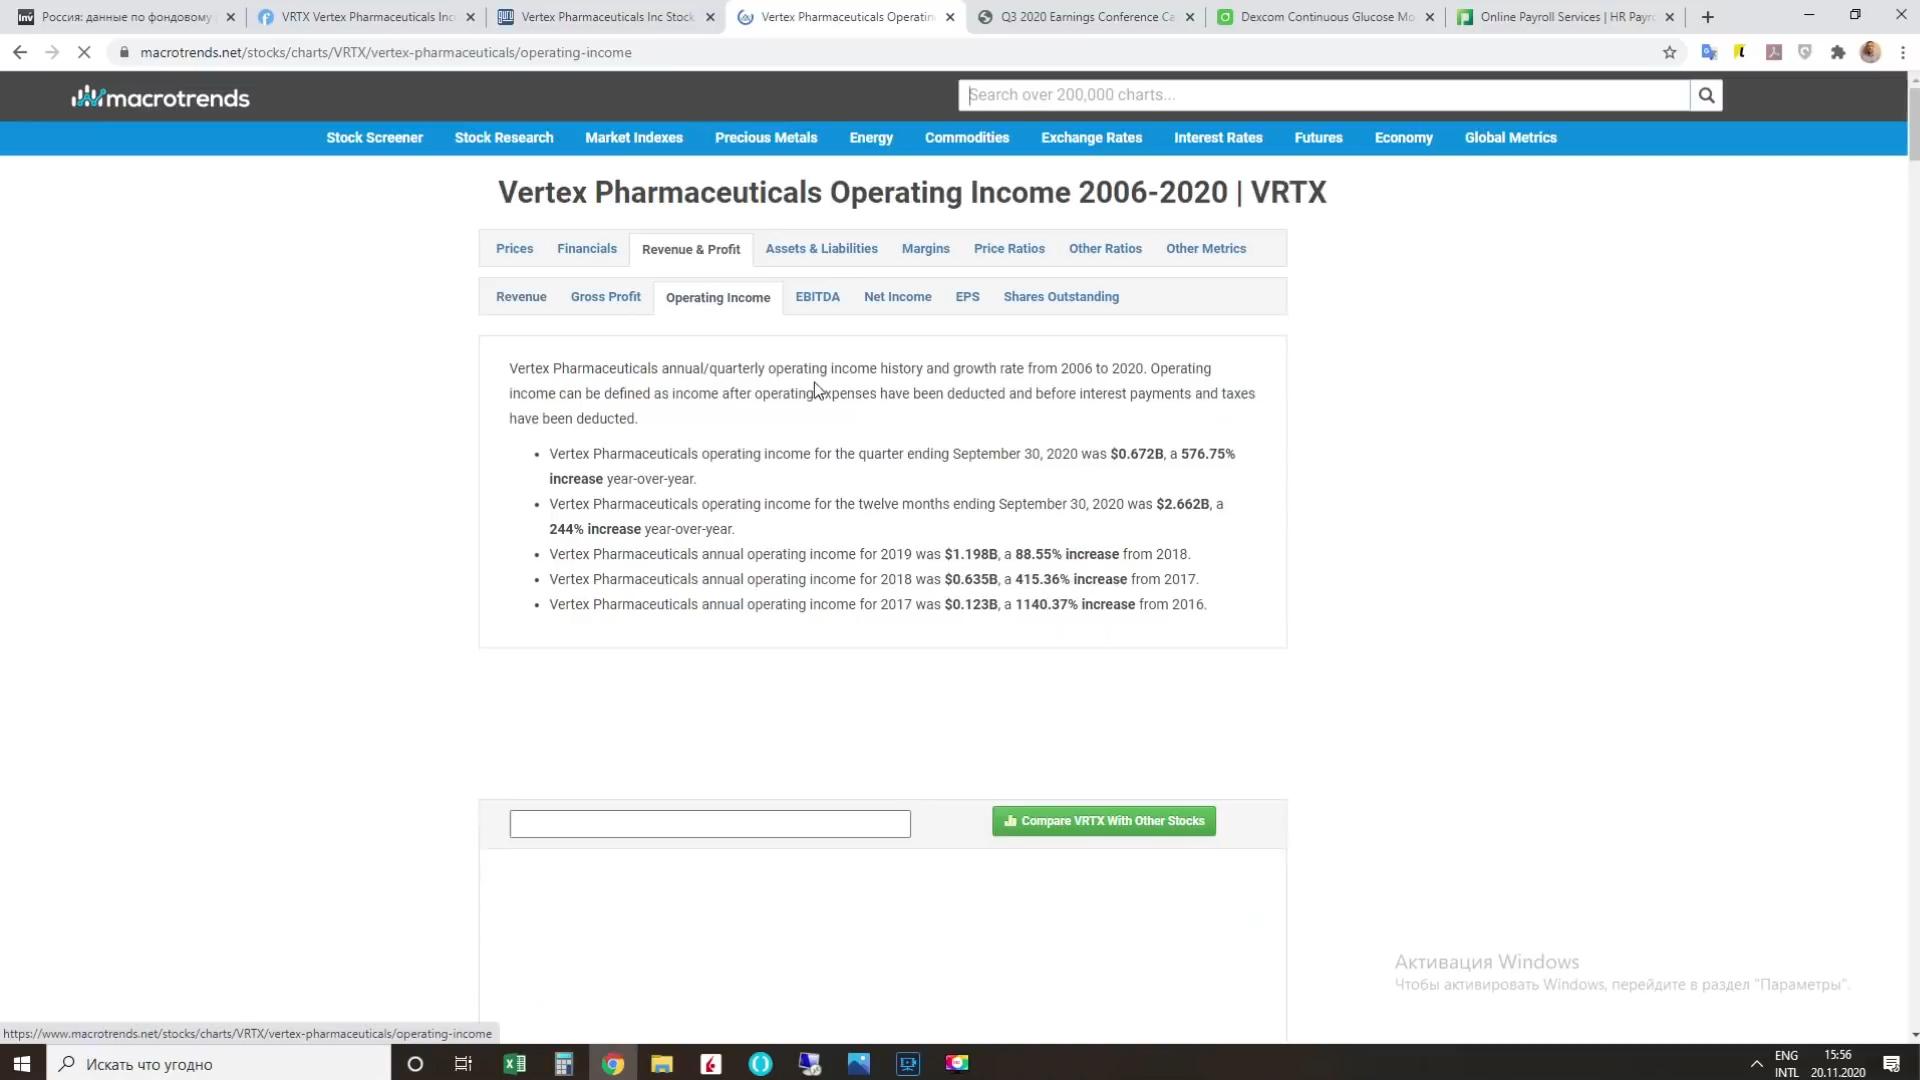 Россия: данные по фондовому
VRTX Vertex Pharmaceuticals Inc
Vertex Pharmaceuticals Inc Stock
Vertex Pharmaceuticals Operatin
Q3 2020 Earnings Conference Ca
Dexcom Continuous Glucose Mo
Online Payroll Services | HR Payro
macrotrends.net/stocks/charts/VRTX/vertex-pharmaceuticals/operating-income
macrotrends
Search over 200,000 charts...
Stock Screener Stock Research Market Indexes Precious Metals Energy Commodities Exchange Rates Interest Rates Futures Economy Global Metrics
Vertex Pharmaceuticals Operating Income 2006-2020 | VRTX
Prices Financials Revenue & Profit Assets & Liabilities Margins Price Ratios Other Ratios Other Metrics
Revenue Gross Profit Operating Income EBITDA Net Income EPS Shares Outstanding
Vertex Pharmaceuticals annual/quarterly operating income history and growth rate from 2006 to 2020. Operating
income can be defined as income after operating expenses have been deducted and before interest payments and taxes
have been deducted.
• Vertex Pharmaceuticals operating income for the quarter ending September 30, 2020 was $0.672B, a 576.75%
increase year-over-year.
• Vertex Pharmaceuticals operating income for the twelve months ending September 30, 2020 was $2.662B, a
244% increase year-over-year.
• Vertex Pharmaceuticals annual operating income for 2019 was $1.198B, a 88.55% increase from 2018.
• Vertex Pharmaceuticals annual operating income for 2018 was $0.635B, a 415.36% increase from 2017.
• Vertex Pharmaceuticals annual operating income for 2017 was $0.123B, a 1140.37% increase from 2016.
Compare VRTX With Other Stocks
Активация Windows
Чтобы активировать Windows, перейдите в раздел "Параметры".
https://www.macrotrends.net/stocks/charts/VRTX/vertex-pharmaceuticals/operating-income
Искать что угодно
ENG
INTL
15:56
20.11.2020